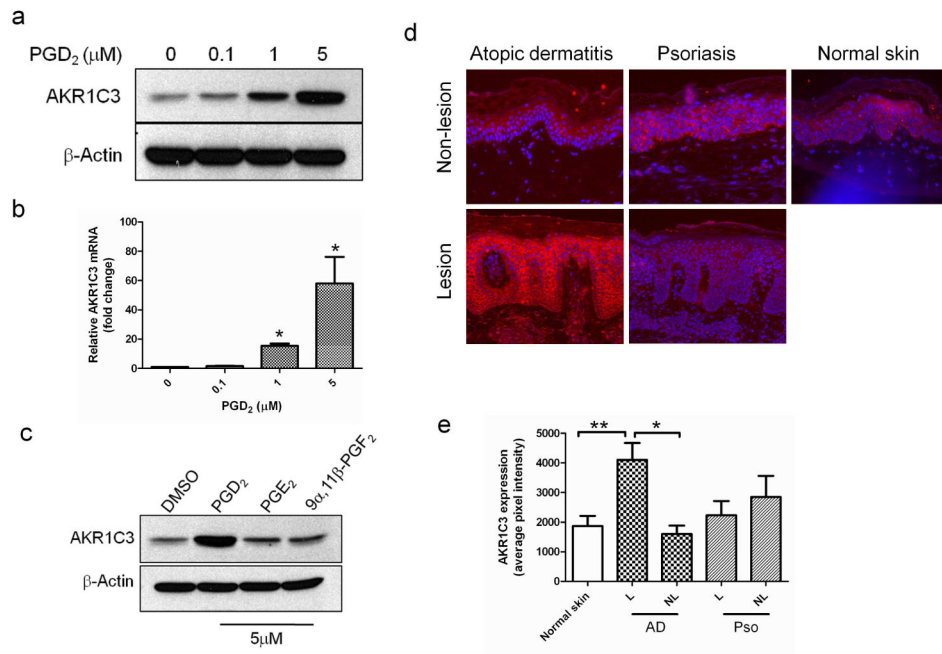 a
PGD₂ (μM) 0 0.1 1 5
AKR1C3
β-Actin
b
Relative AKR1C3 mRNA
(fold change)
100
80
60
40
20
0
*
*
0 0.1 1 5
PGD₂ (μM)
c
DMSO PGD₂ PGE₂ 9α,11β-PGF₂
AKR1C3
β-Actin
5μM
d
Atopic dermatitis Psoriasis Normal skin
Non-lesion
Lesion
e
AKR1C3 expression
(average pixel intensity)
5000
4000
3000
2000
1000
0
** *
Normal skin L NL L NL
AD Pso